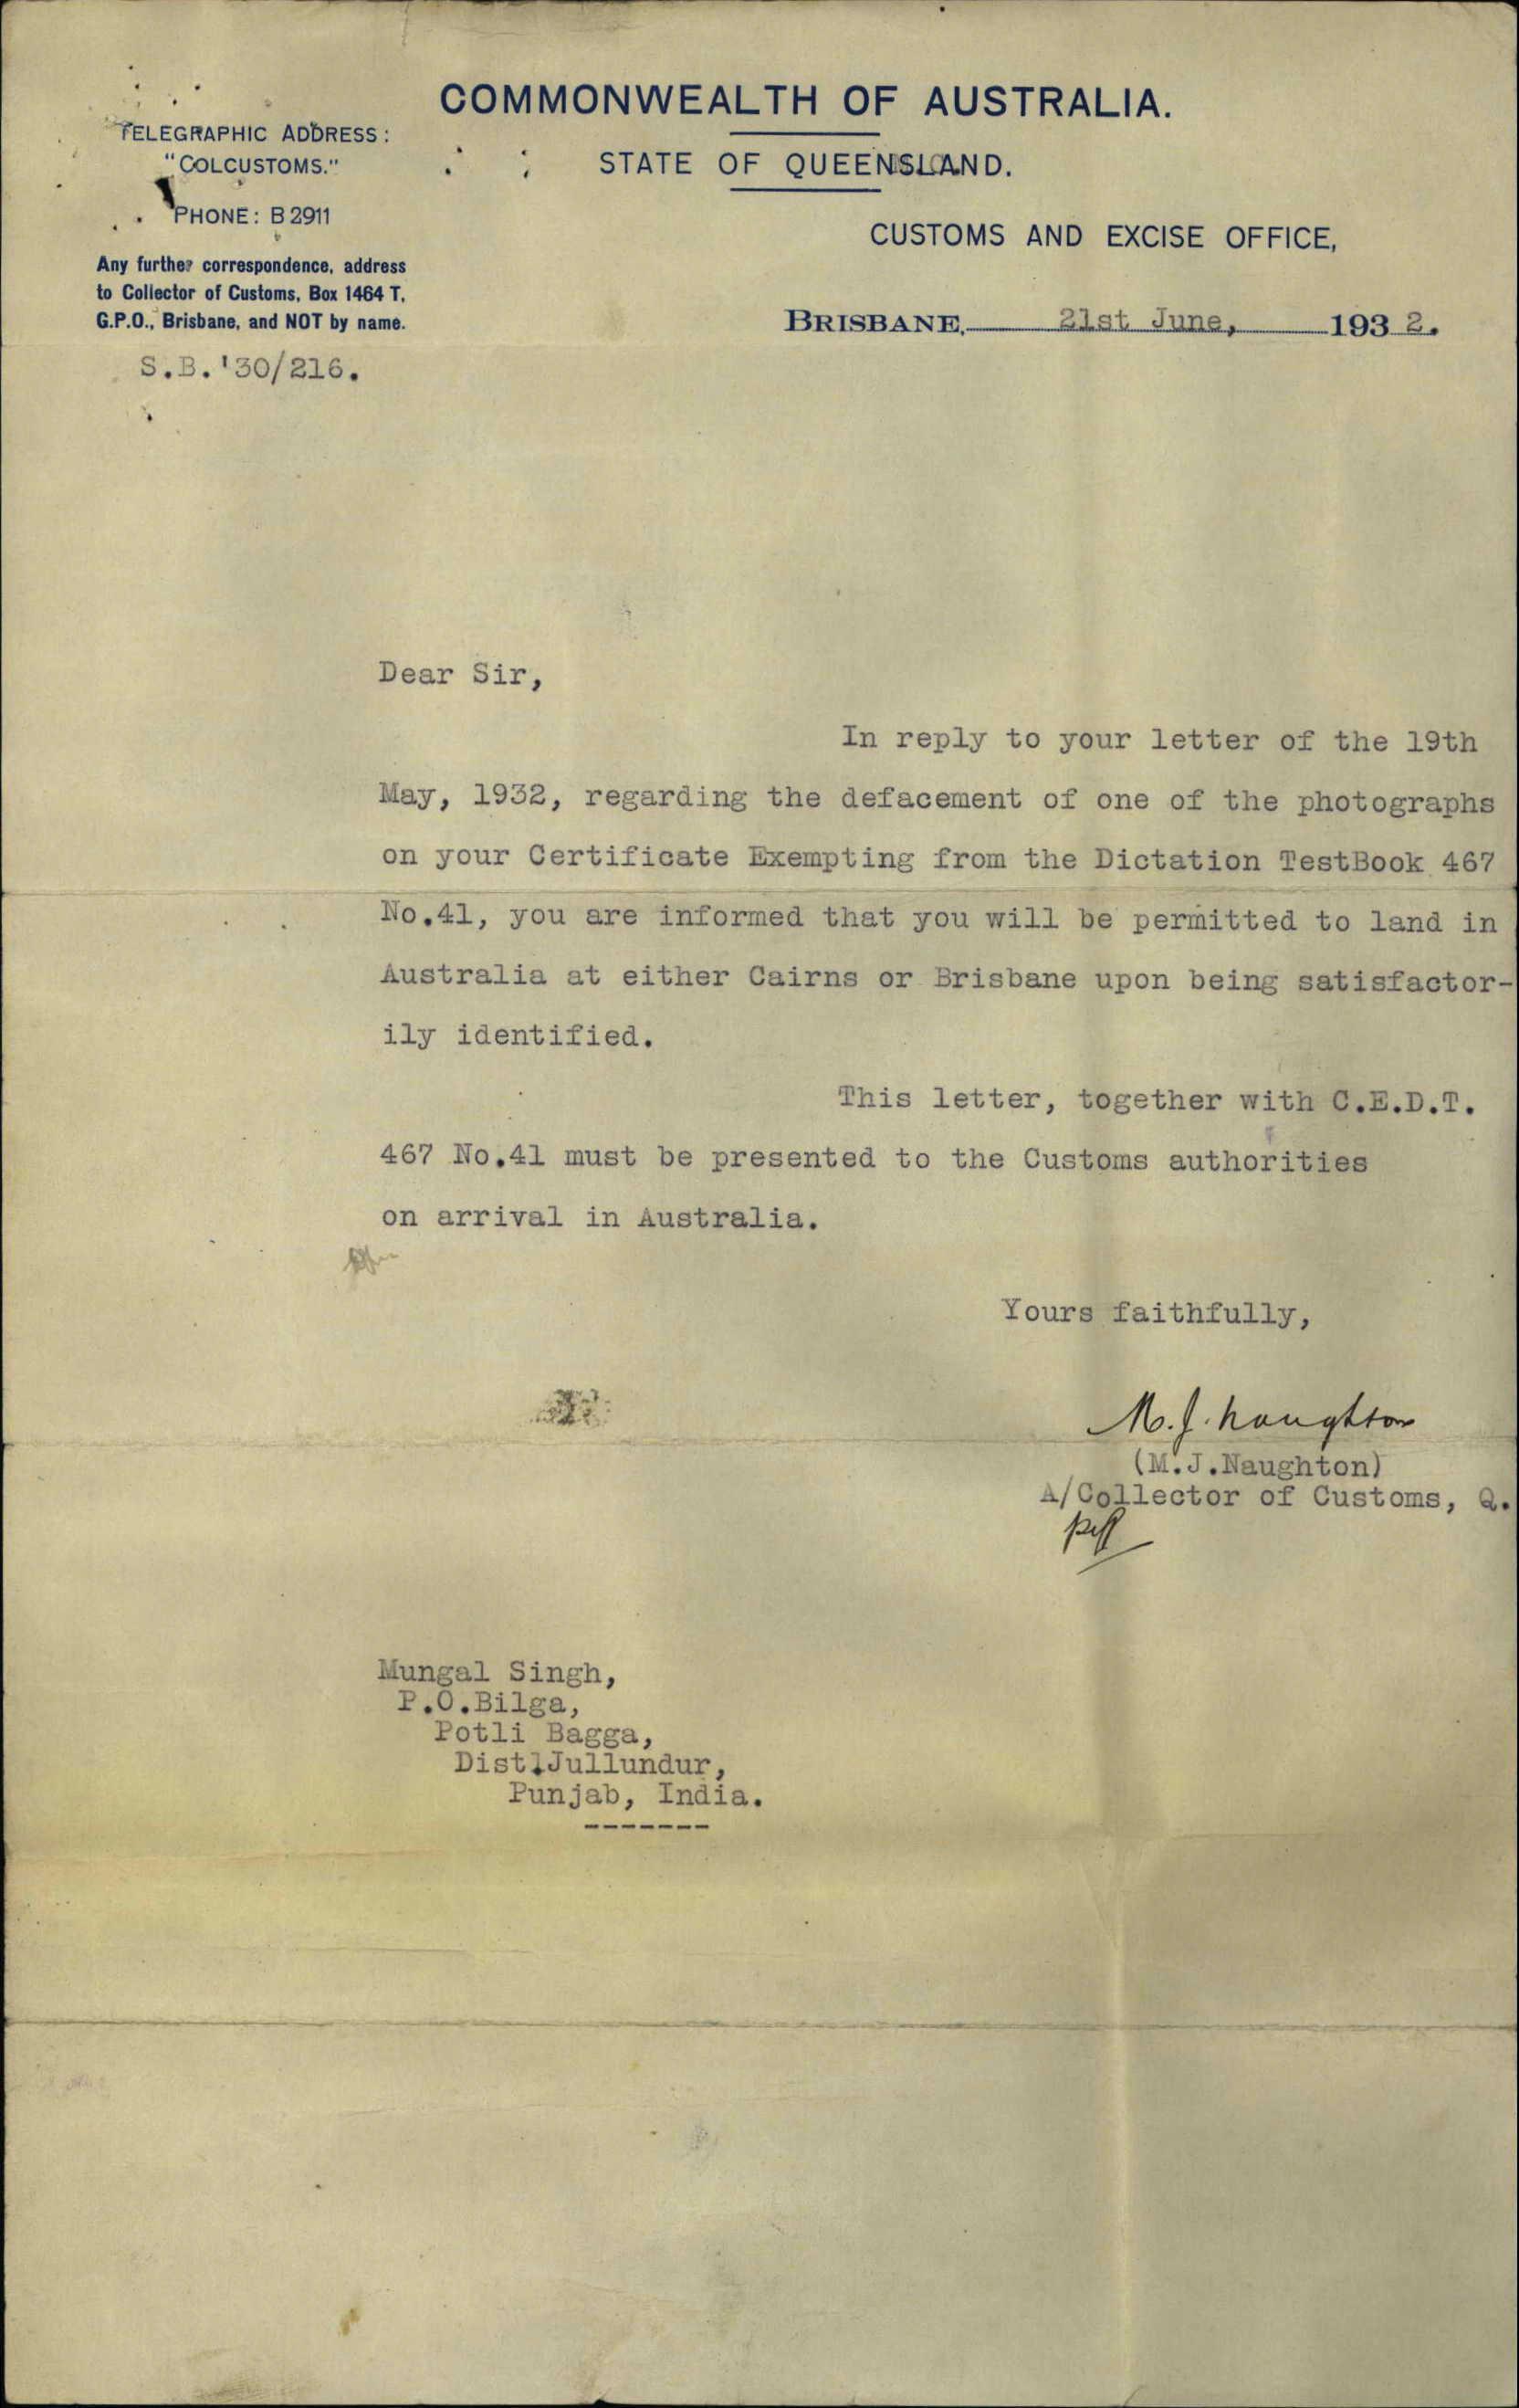 COMMONWEALTH OF AUSTRALIA.
TELEGRAPHIC ADDRESS:
"COLCUSTOMS."
PHONE: B 2911
Any further correspondence, address
to Collector of Customs, Box 1464 T,
G.P.O., Brisbane, and NOT by name.
S.B.'30/216.
STATE OF QUEENSLAND.
CUSTOMS AND EXCISE OFFICE,
BRISBANE, 21st June, 1932.
Dear Sir,
In reply to your letter of the 19th
May, 1932, regarding the defacement of one of the photographs
on your Certificate Exempting from the Dictation TestBook 467
No.41, you are informed that you will be permitted to land in
Australia at either Cairns or Brisbane upon being satisfactor-
ily identified.
This letter, together with C.E.D.T.
467 No.41 must be presented to the Customs authorities
on arrival in Australia.
Yours faithfully,
M.J. Naughton
(M.J.Naughton)
A/Collector of Customs, Q.
Mungal Singh,
P.O.Bilga,
Potli Bagga,
Dist.Jullundur,
Punjab, India.
-------